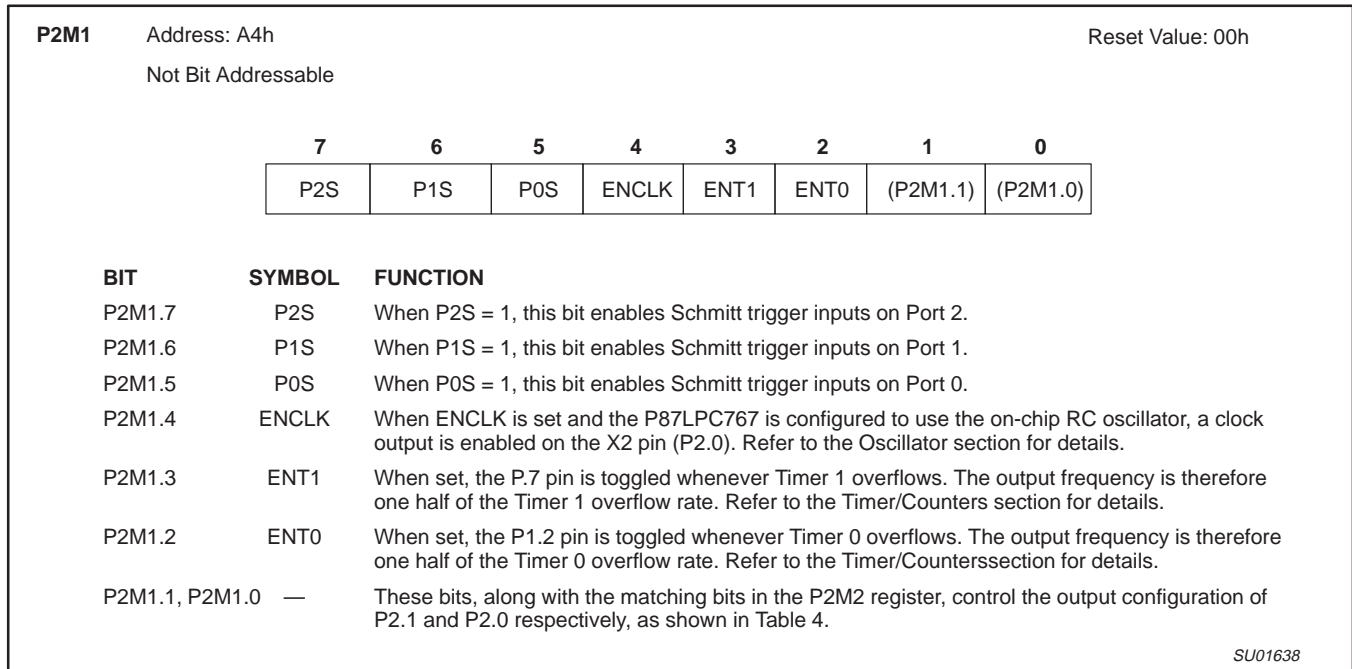 P2M1 Address: A4h Reset Value: 00h
Not Bit Addressable
7 6 5 4 3 2 1 0
P2S P1S P0S ENCLK ENT1 ENT0 (P2M1.1) (P2M1.0)
BIT SYMBOL FUNCTION
P2M1.7 P2S When P2S = 1, this bit enables Schmitt trigger inputs on Port 2.
P2M1.6 P1S When P1S = 1, this bit enables Schmitt trigger inputs on Port 1.
P2M1.5 P0S When P0S = 1, this bit enables Schmitt trigger inputs on Port 0.
P2M1.4 ENCLK When ENCLK is set and the P87LPC767 is configured to use the on-chip RC oscillator, a clock
output is enabled on the X2 pin (P2.0). Refer to the Oscillator section for details.
P2M1.3 ENT1 When set, the P.7 pin is toggled whenever Timer 1 overflows. The output frequency is therefore
one half of the Timer 1 overflow rate. Refer to the Timer/Counters section for details.
P2M1.2 ENT0 When set, the P1.2 pin is toggled whenever Timer 0 overflows. The output frequency is therefore
one half of the Timer 0 overflow rate. Refer to the Timer/Counterssection for details.
P2M1.1, P2M1.0 — These bits, along with the matching bits in the P2M2 register, control the output configuration of
P2.1 and P2.0 respectively, as shown in Table 4.
SU01638